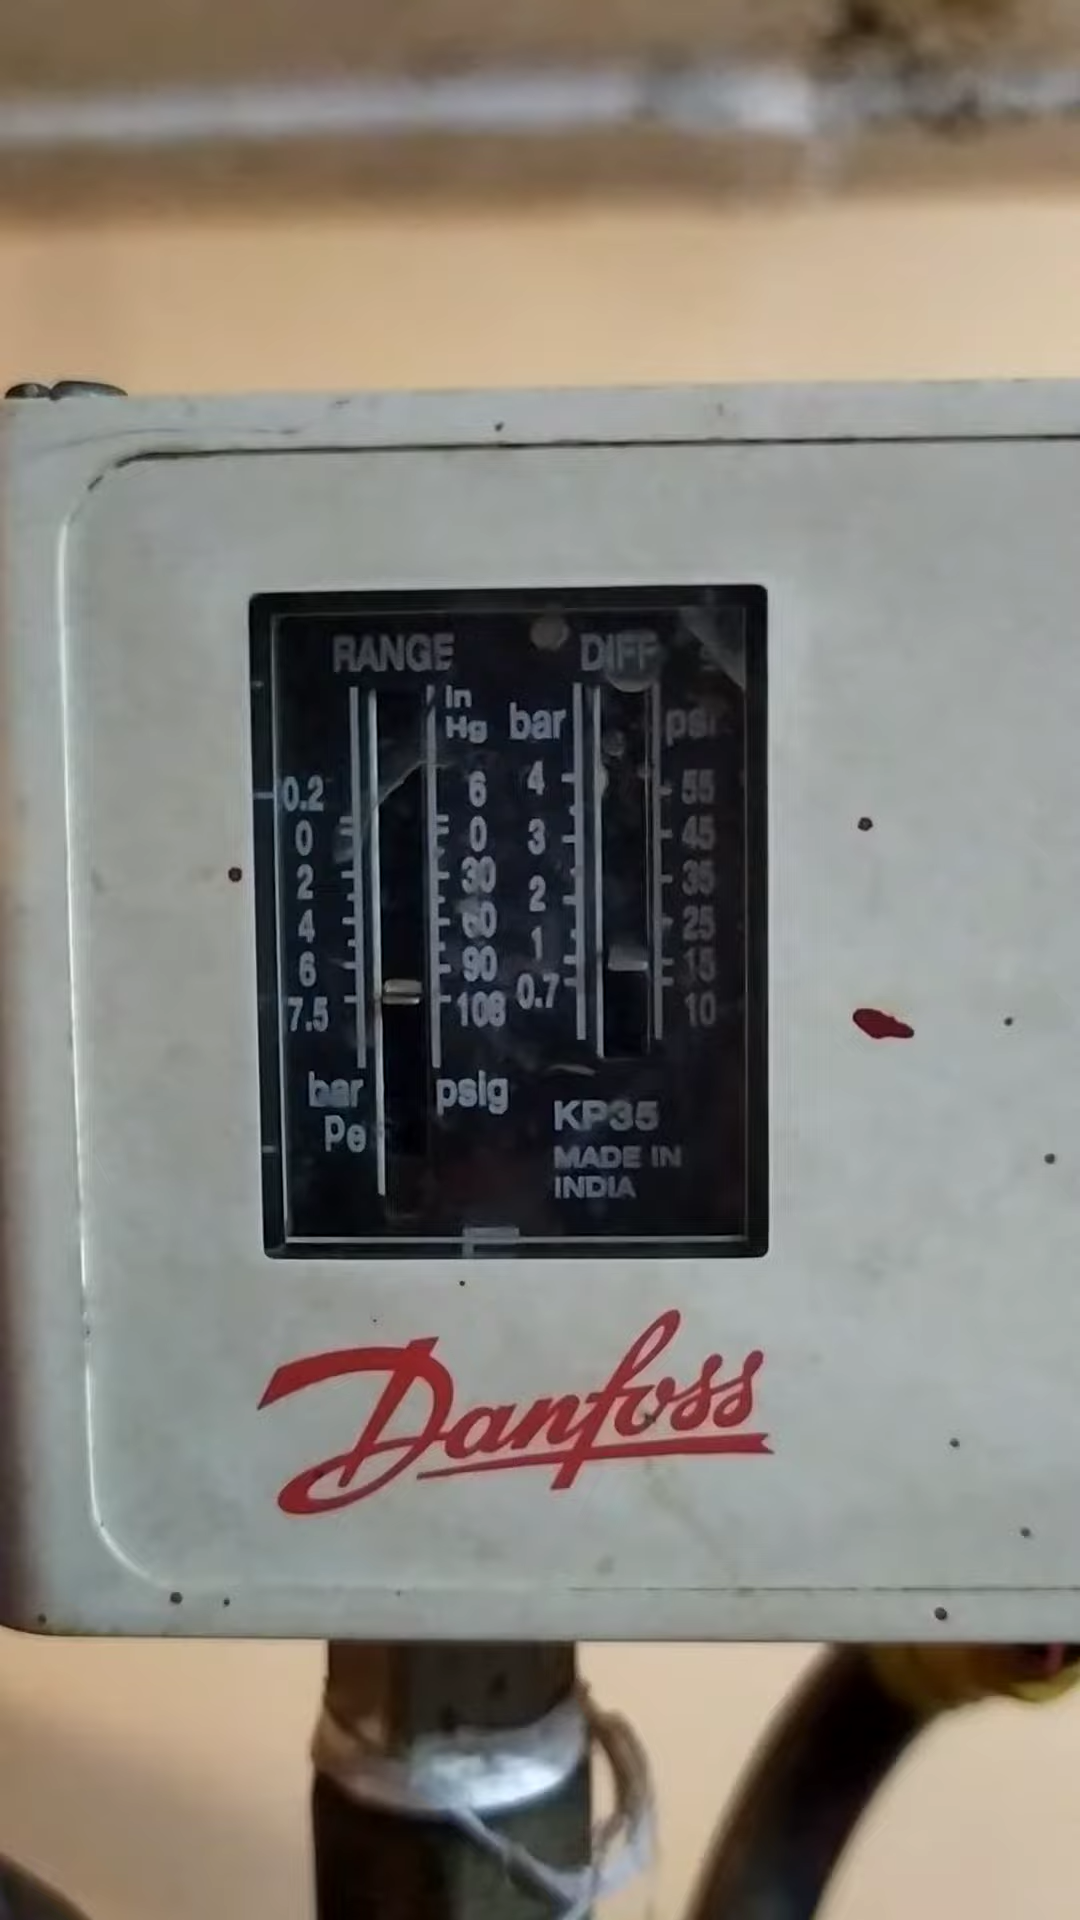 RANGE DIFF
In
Hg bar psi
0.2 6 4 55
0 0 3 45
2 30 2 35
4 60 1 25
6 90 0.7 15
7.5 108 10
bar psig
Pe
KP35
MADE IN
INDIA
Danfoss